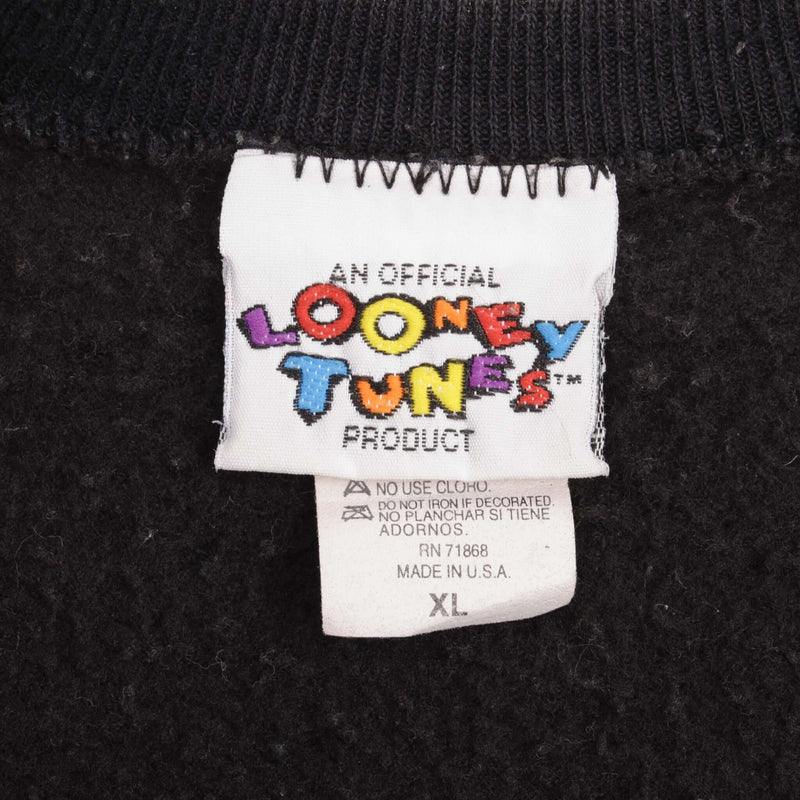 AN OFFICIAL
LOONEY
TUNES™
PRODUCT
NO USE CLORO.
DO NOT IRON IF DECORATED.
NO PLANCHAR SI TIENE
ADORNOS.
RN 71868
MADE IN U.S.A.
XL